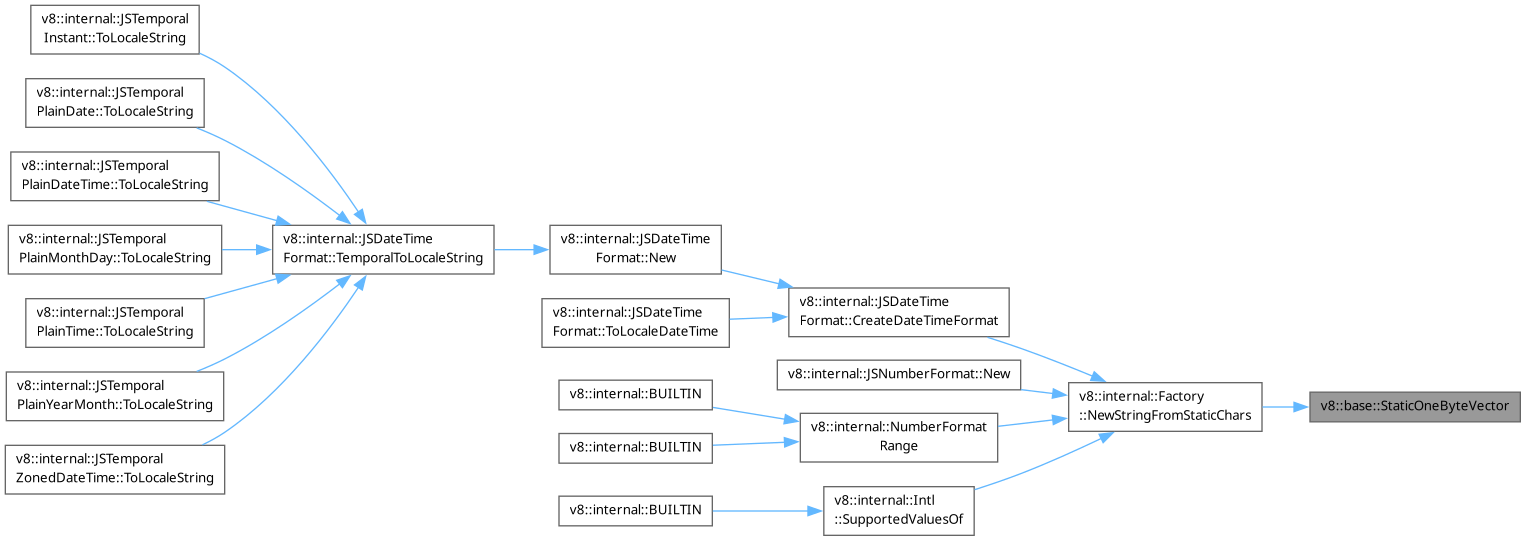 v8::internal::JSTemporal
Instant::ToLocaleString
v8::internal::JSTemporal
PlainDate::ToLocaleString
v8::internal::JSTemporal
PlainDateTime::ToLocaleString
v8::internal::JSTemporal
PlainMonthDay::ToLocaleString
v8::internal::JSTemporal
PlainTime::ToLocaleString
v8::internal::JSTemporal
PlainYearMonth::ToLocaleString
v8::internal::JSTemporal
ZonedDateTime::ToLocaleString
v8::internal::JSDateTime
Format::TemporalToLocaleString
v8::internal::JSDateTime
Format::New
v8::internal::JSDateTime
Format::ToLocaleDateTime
v8::internal::BUILTIN
v8::internal::BUILTIN
v8::internal::BUILTIN
v8::internal::JSDateTime
Format::CreateDateTimeFormat
v8::internal::JSNumberFormat::New
v8::internal::NumberFormat
Range
v8::internal::Intl
::SupportedValuesOf
v8::internal::Factory
::NewStringFromStaticChars
v8::base::StaticOneByteVector